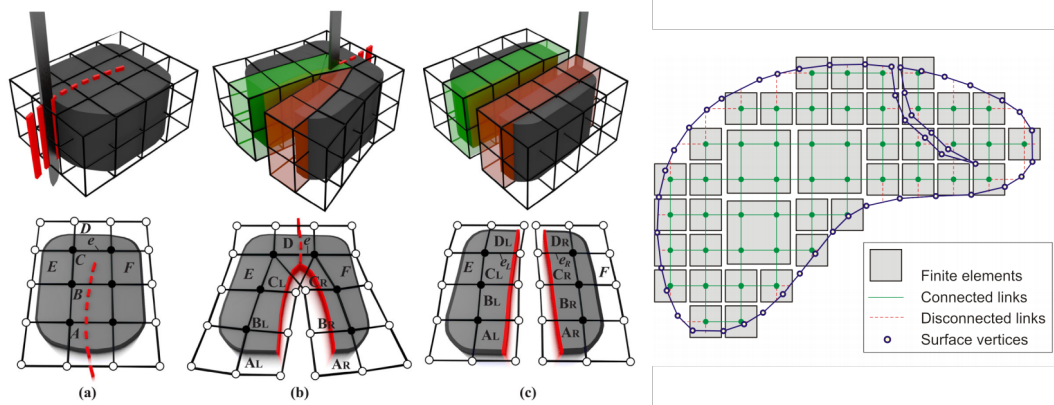 D
e
C
E
F
B
A
(a)
D
e
E
F
CL
CR
BL
BR
AL
AR
(b)
DL
DR
eL
eR
E
CL
CR
F
BL
BR
AL
AR
(c)
Finite elements
Connected links
Disconnected links
Surface vertices